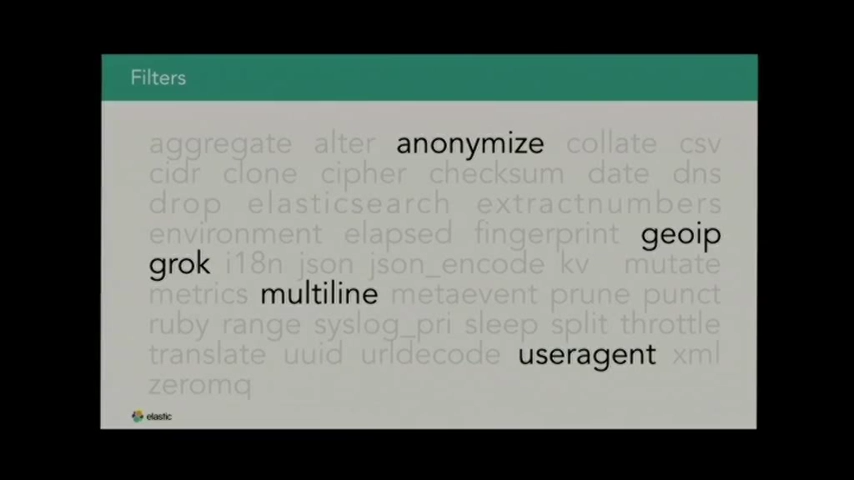 Filters
aggregate alter anonymize collate csv
cidr clone cipher checksum date dns
drop elasticsearch extractnumbers
environment elapsed fingerprint geoip
grok i18n json json_encode kv mutate
metrics multiline metaevent prune punct
ruby range syslog_pri sleep split throttle
translate uuid urldecode useragent xml
zeromq
elastic